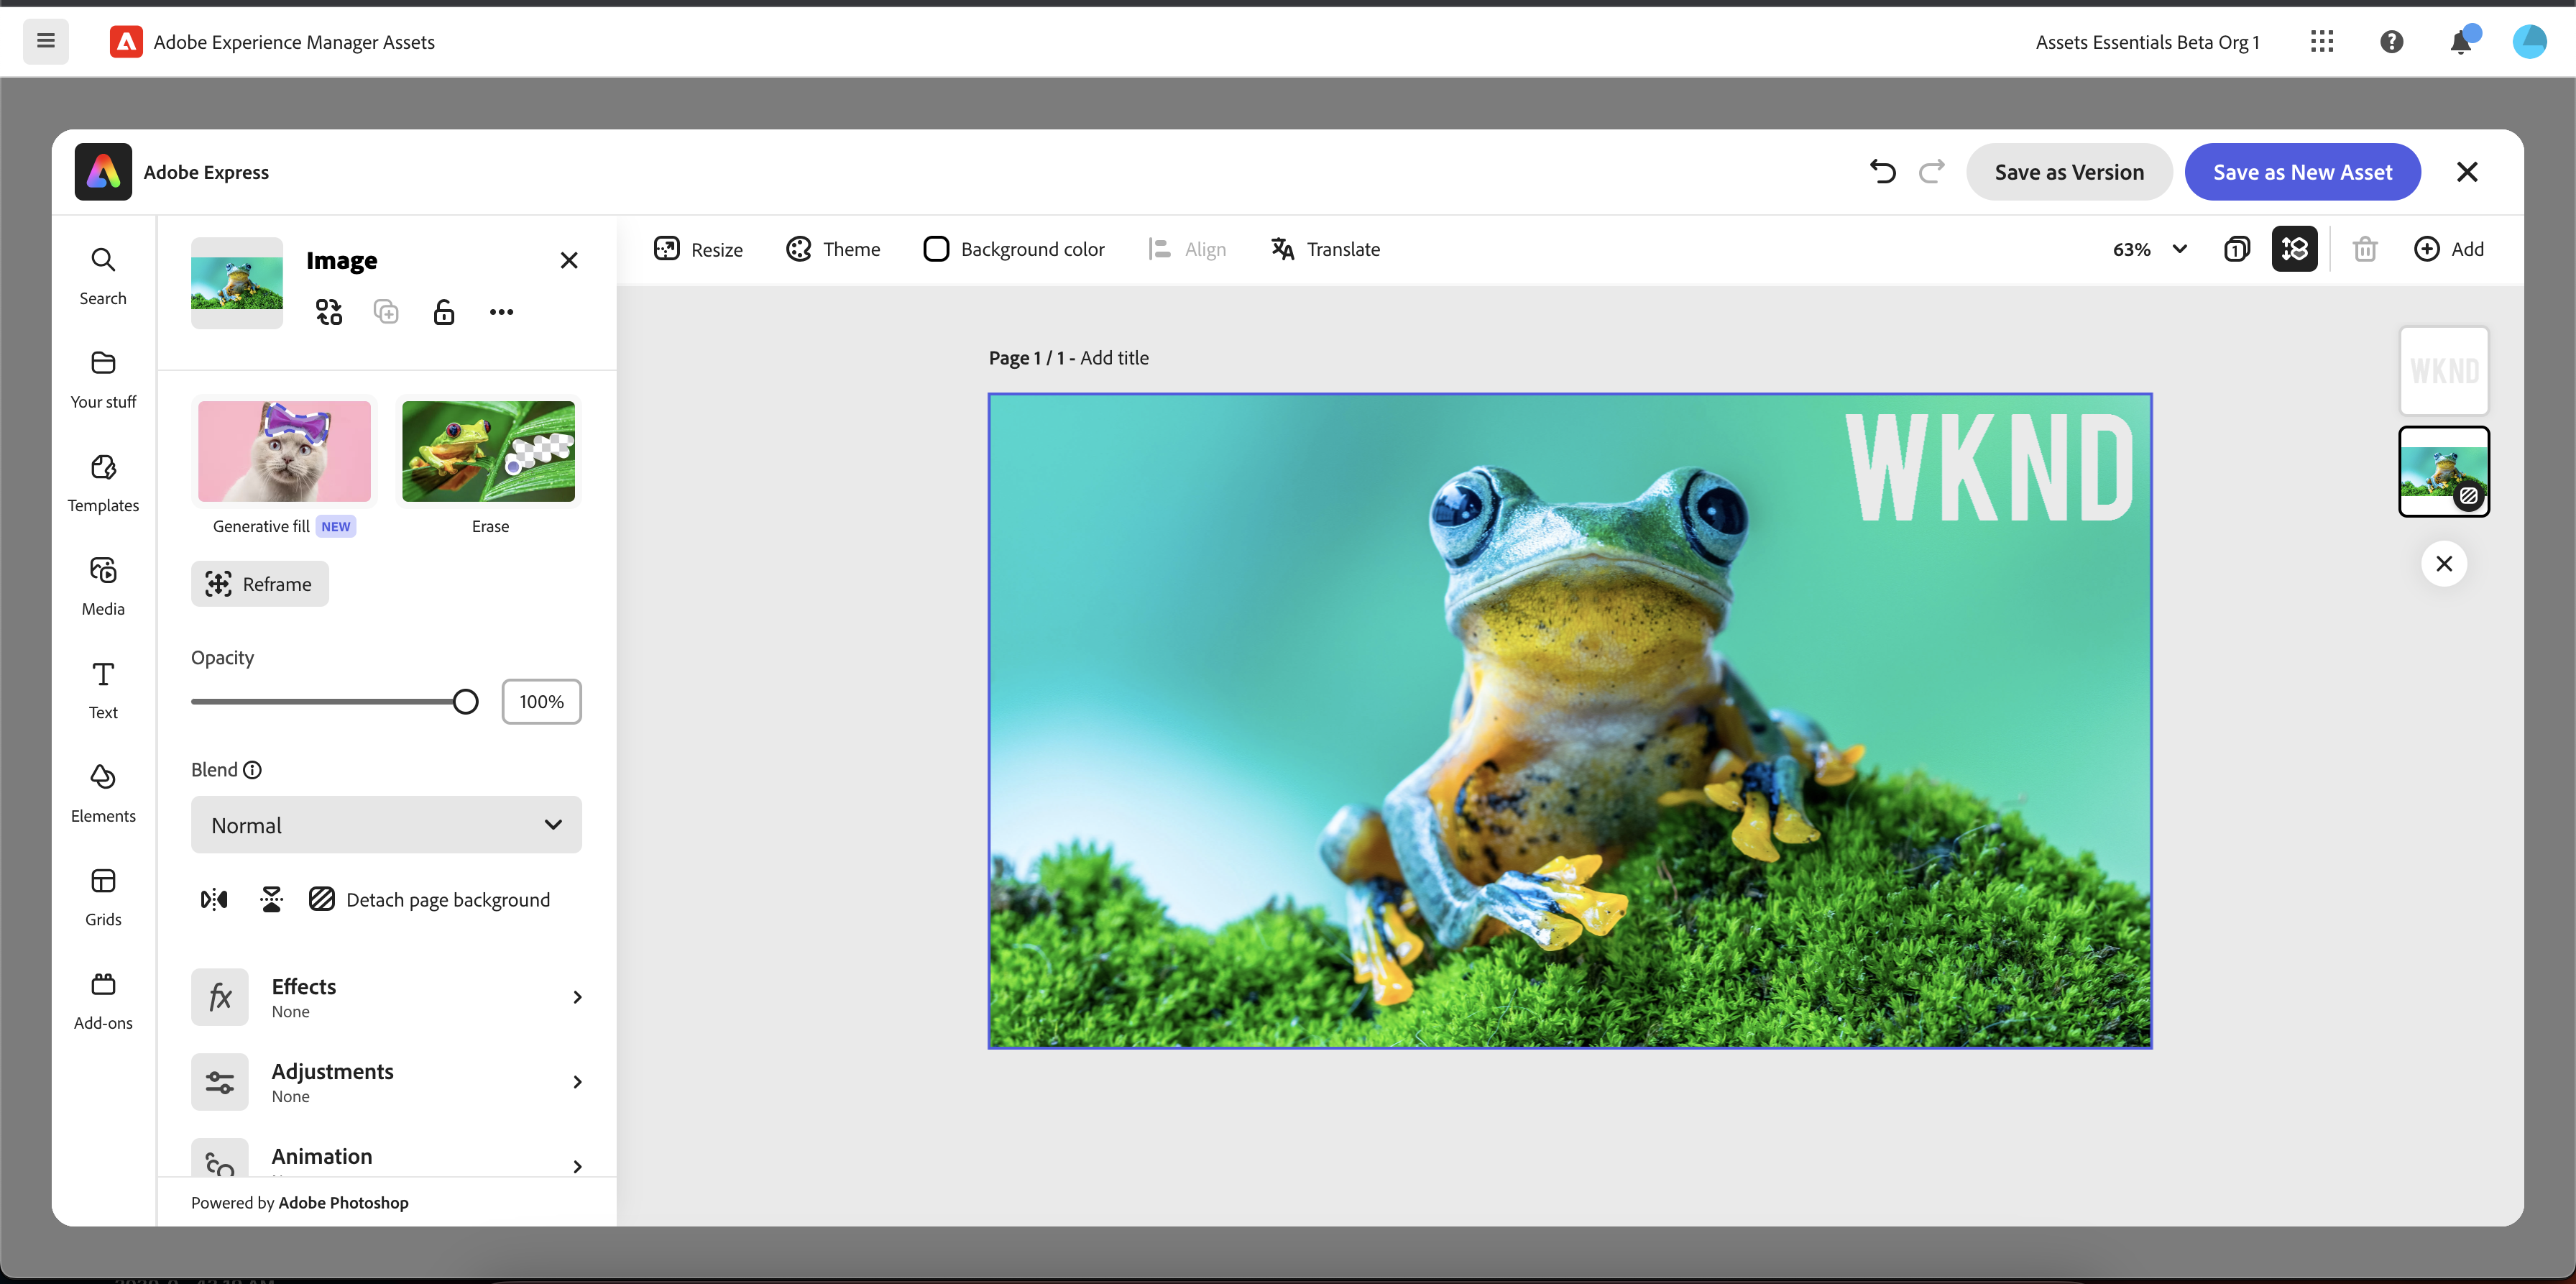 Adobe Experience Manager Assets
Assets Essentials Beta Org 1
Adobe Express
Save as Version
Save as New Asset
Search
Your stuff
Templates
Media
Text
Elements
Grids
Add-ons
Image
Generative fill NEW
Erase
Reframe
Opacity
100%
Blend
Normal
Detach page background
fx
Effects
None
Adjustments
None
Animation
Powered by Adobe Photoshop
Resize
Theme
Background color
Align
Translate
63%
1
Add
Page 1 / 1 - Add title
WKND
WKND